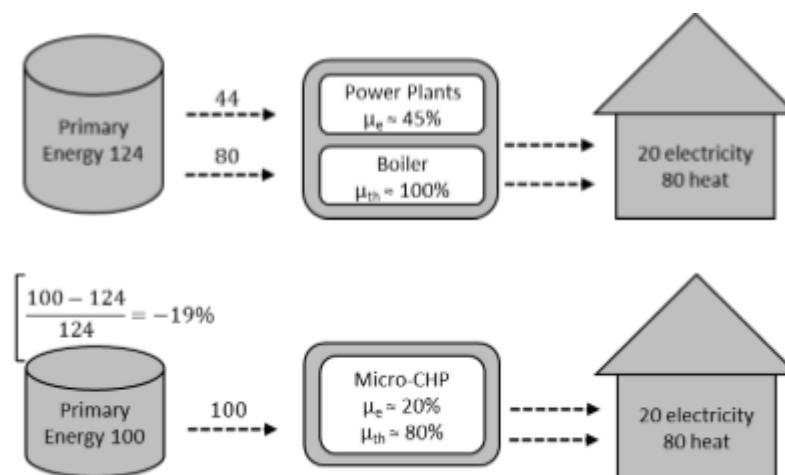 Primary
Energy 124
44
80
Power Plants
μe ≈ 45%
Boiler
μth ≈ 100%
20 electricity
80 heat
100 − 124
124
= −19%
Primary
Energy 100
100
Micro-CHP
μe ≈ 20%
μth ≈ 80%
20 electricity
80 heat